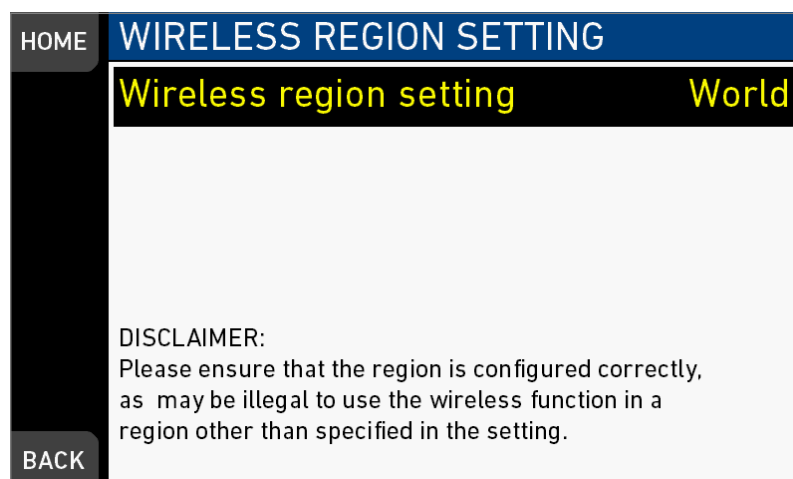 HOME WIRELESS REGION SETTING
Wireless region setting World
DISCLAIMER:
Please ensure that the region is configured correctly,
as may be illegal to use the wireless function in a
region other than specified in the setting.
BACK